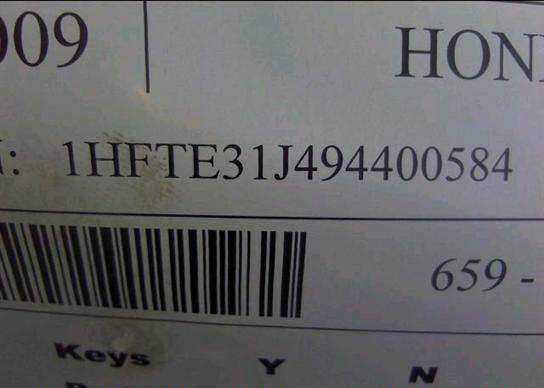 009 HON
: 1HFTE31J494400584
659 -
Keys Y N